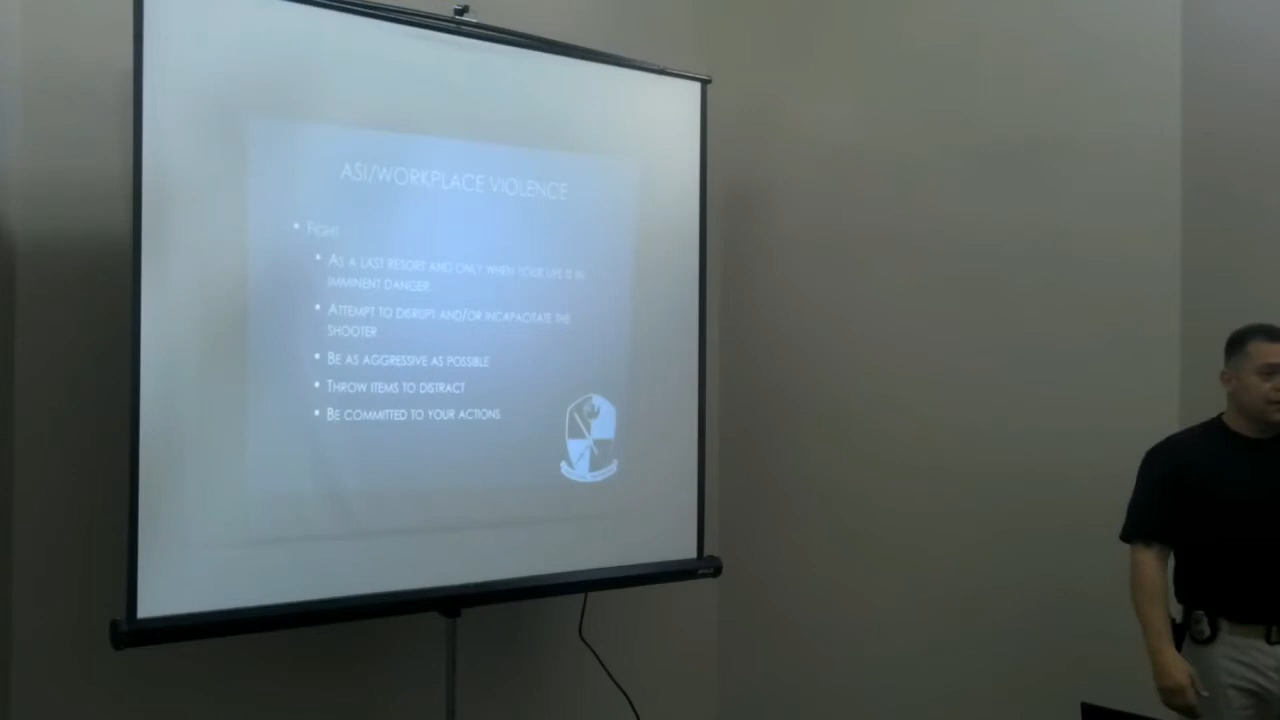 ASI/WORKPLACE VIOLENCE
• FIGHT
• AS A LAST RESORT AND ONLY WHEN YOUR LIFE IS IN
IMMINENT DANGER
• ATTEMPT TO DISRUPT AND/OR INCAPACITATE THE
SHOOTER
• BE AS AGGRESSIVE AS POSSIBLE
• THROW ITEMS TO DISTRACT
• BE COMMITTED TO YOUR ACTIONS